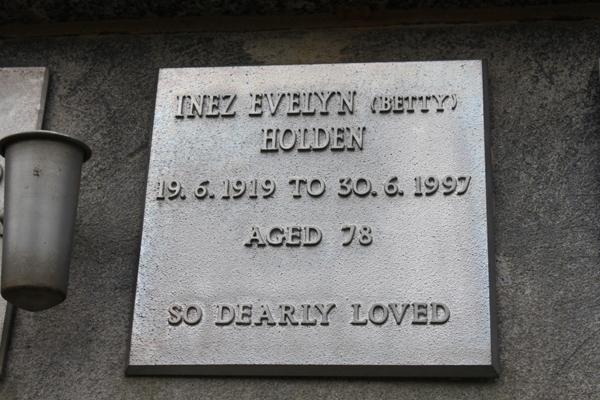 INEZ EVELYN (BETTY)
HOLDEN
19. 6. 1919 TO 30. 6. 1997
AGED 78
SO DEARLY LOVED